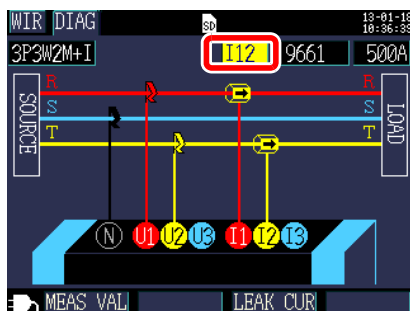 WIR DIAG SD 13-01-18
10:36:39
3P3W2M+I I12 9661 500A
R R
SOURCE S S LOAD
T T
N U1 U2 U3 I1 I2 I3
MEAS VAL LEAK CUR